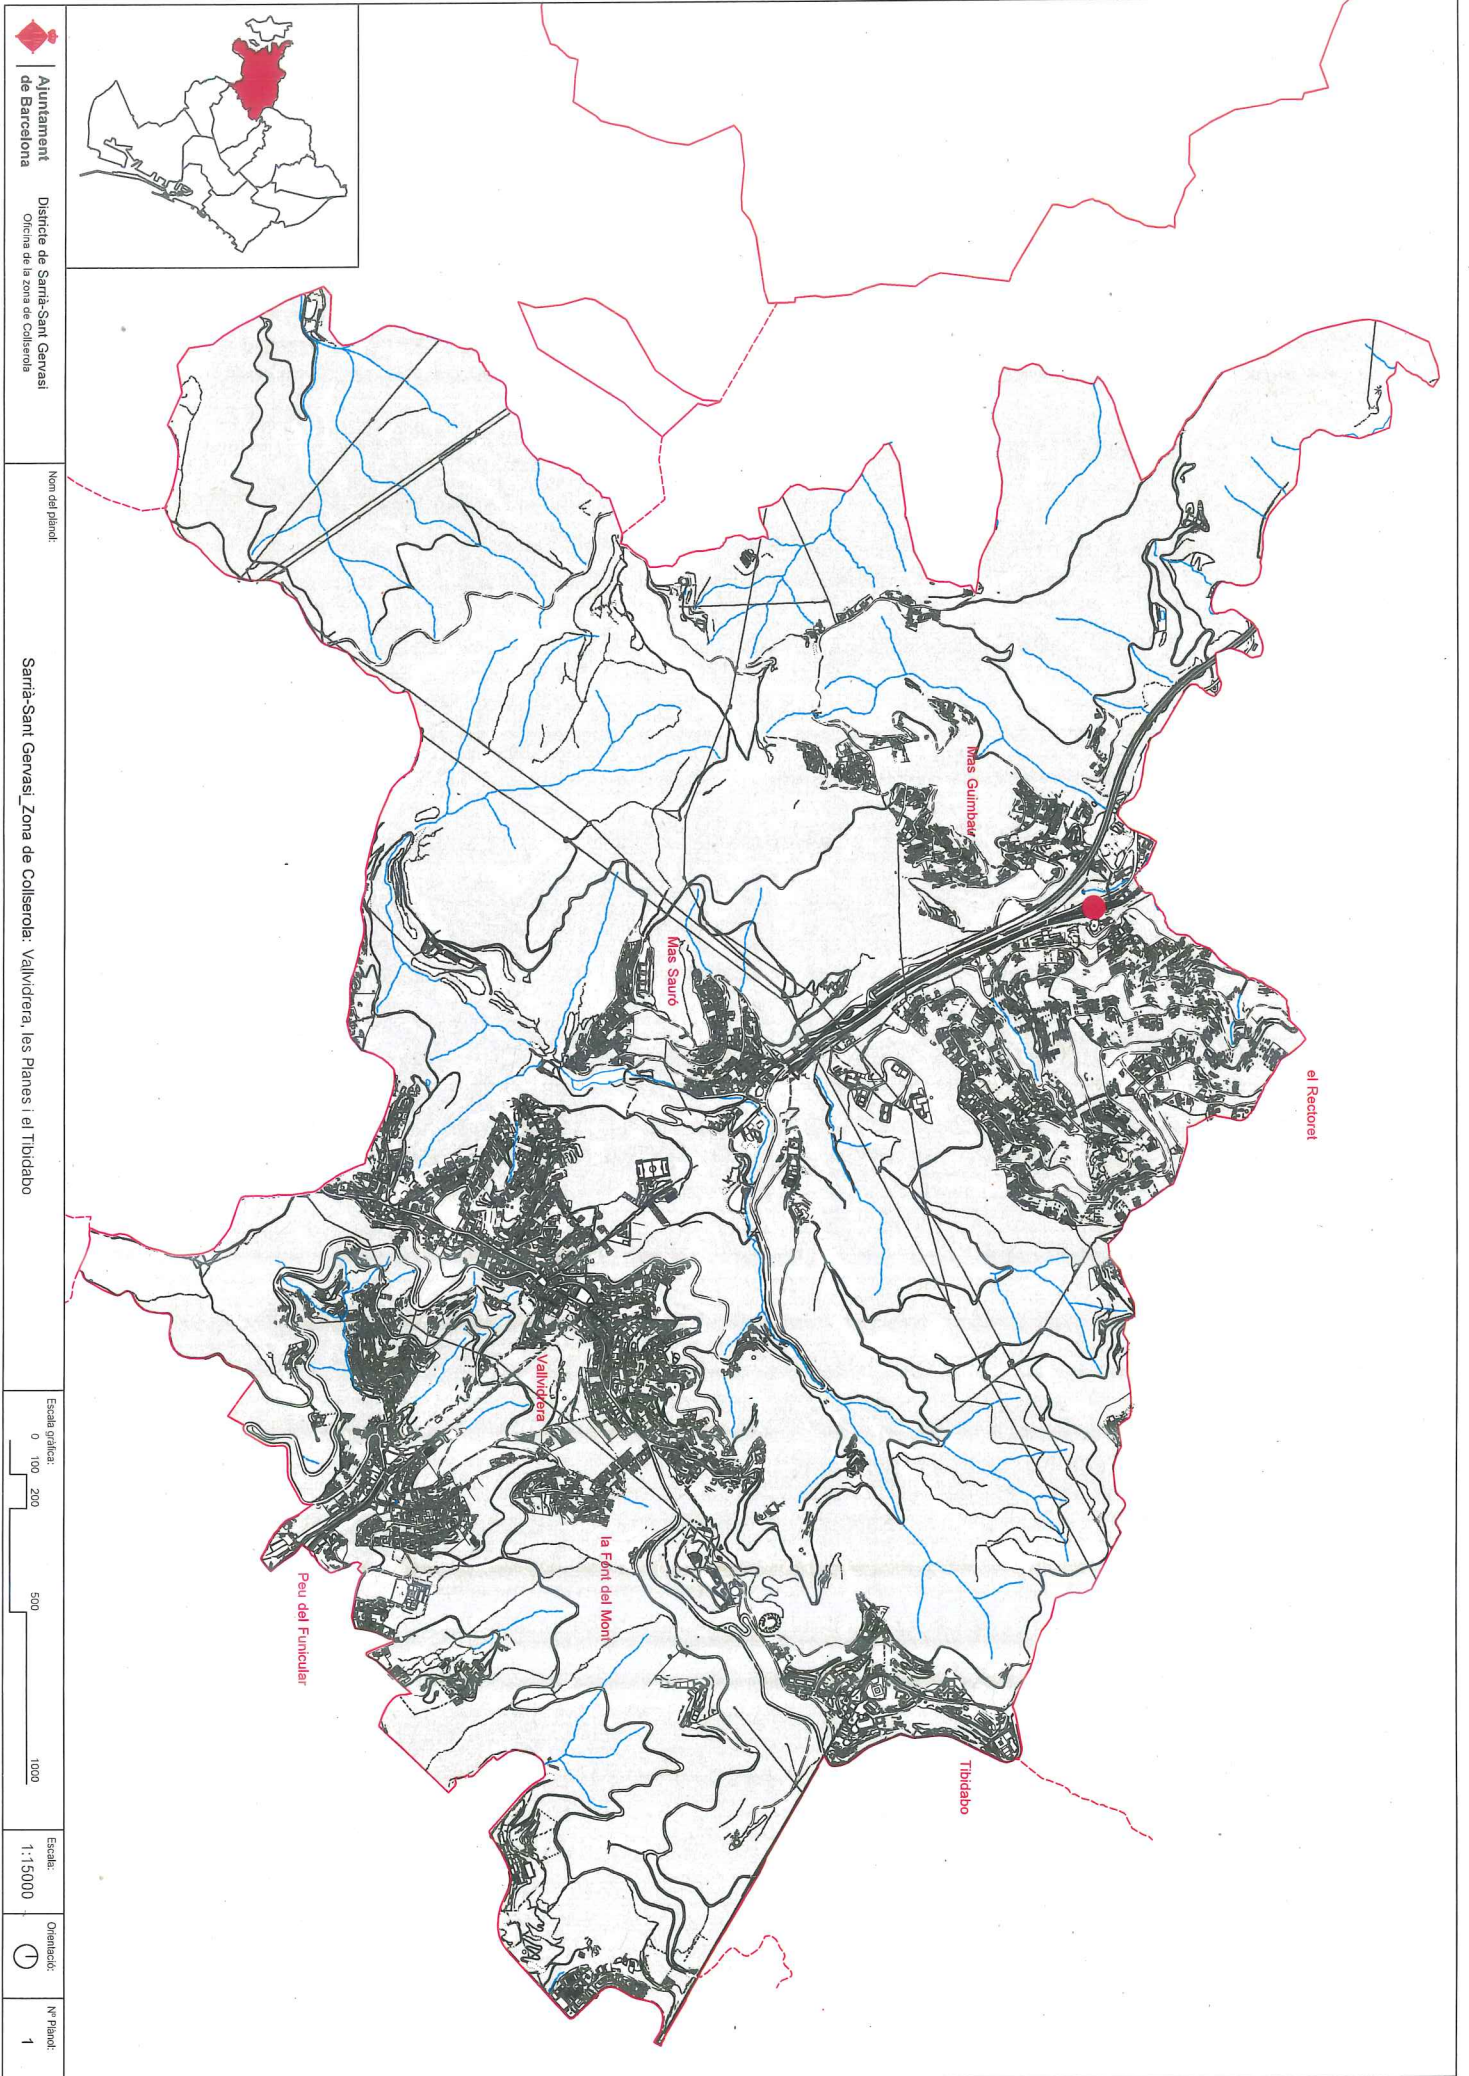 el Rectoret
Mas Guimbau
Mas Sauró
Tibidabo
Vallvidrera
la Font del Mont
Peu del Funicular
Ajuntament
de Barcelona
Districte de Sarrià-Sant Gervasi
Oficina de la zona de Collserola
Nom del plànol:
Sarrià-Sant Gervasi_Zona de Collserola: Vallvidrera, les Planes i el Tibidabo
Escala gràfica:
0 100 200 500 1000
Escala:
1:15000
Orientació:
Nº Plànol:
1